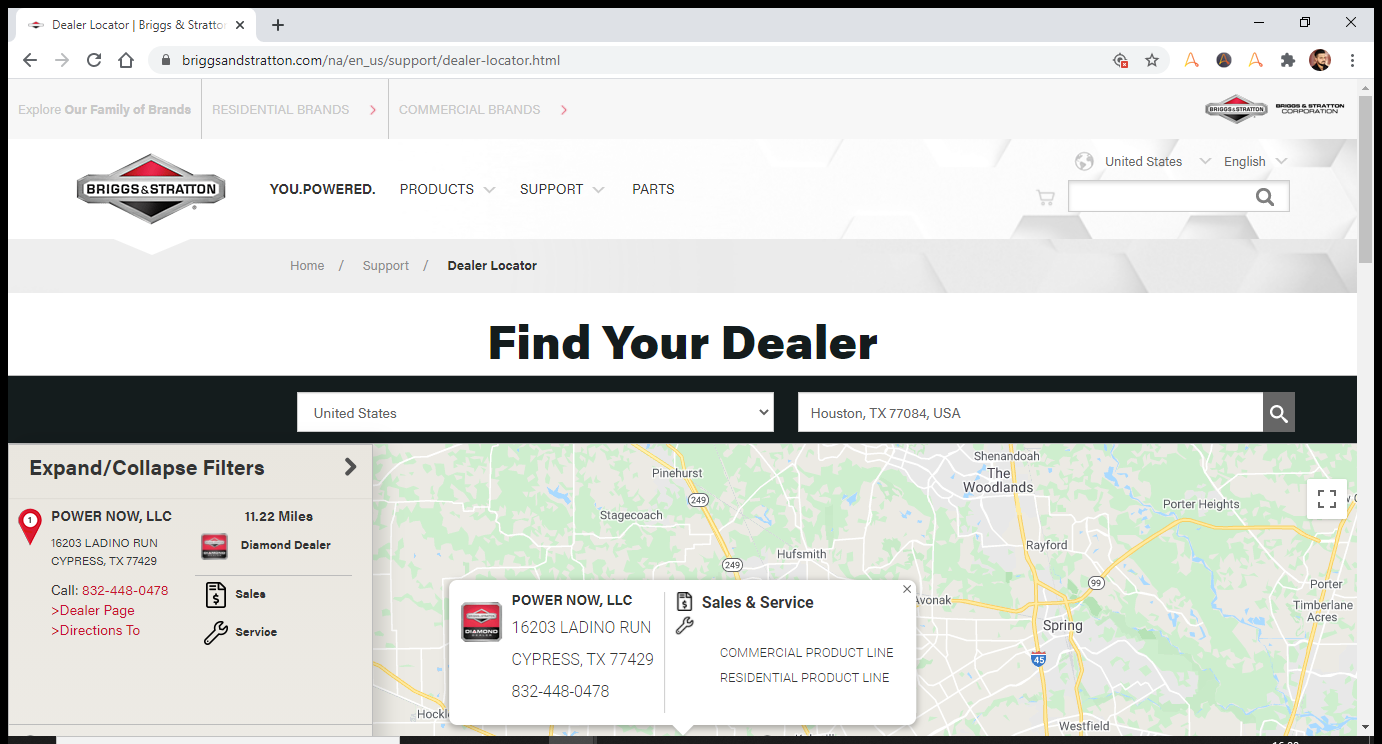 Dealer Locator | Briggs & Stratto
briggsandstratton.com/na/en_us/support/dealer-locator.html
Explore Our Family of Brands
RESIDENTIAL BRANDS
COMMERCIAL BRANDS
BRIGGS & STRATTON
BRIGGS & STRATTON
CORPORATION
BRIGGS & STRATTON
YOU.POWERED.
PRODUCTS
SUPPORT
PARTS
United States
English
Home / Support / Dealer Locator
Find Your Dealer
United States
Houston, TX 77084, USA
Expand/Collapse Filters
1
POWER NOW, LLC
11.22 Miles
16203 LADINO RUN
CYPRESS, TX 77429
Diamond Dealer
Call: 832-448-0478
>Dealer Page
>Directions To
Sales
Service
Shenandoah
The
Woodlands
Pinehurst
249
Stagecoach
Porter Heights
Hufsmith
249
Rayford
99
Porter
Timberlane
Acres
Avonak
Spring
45
Westfield
Hockl
POWER NOW, LLC
16203 LADINO RUN
CYPRESS, TX 77429
832-448-0478
DIAMOND
DEALER
Sales & Service
COMMERCIAL PRODUCT LINE
RESIDENTIAL PRODUCT LINE